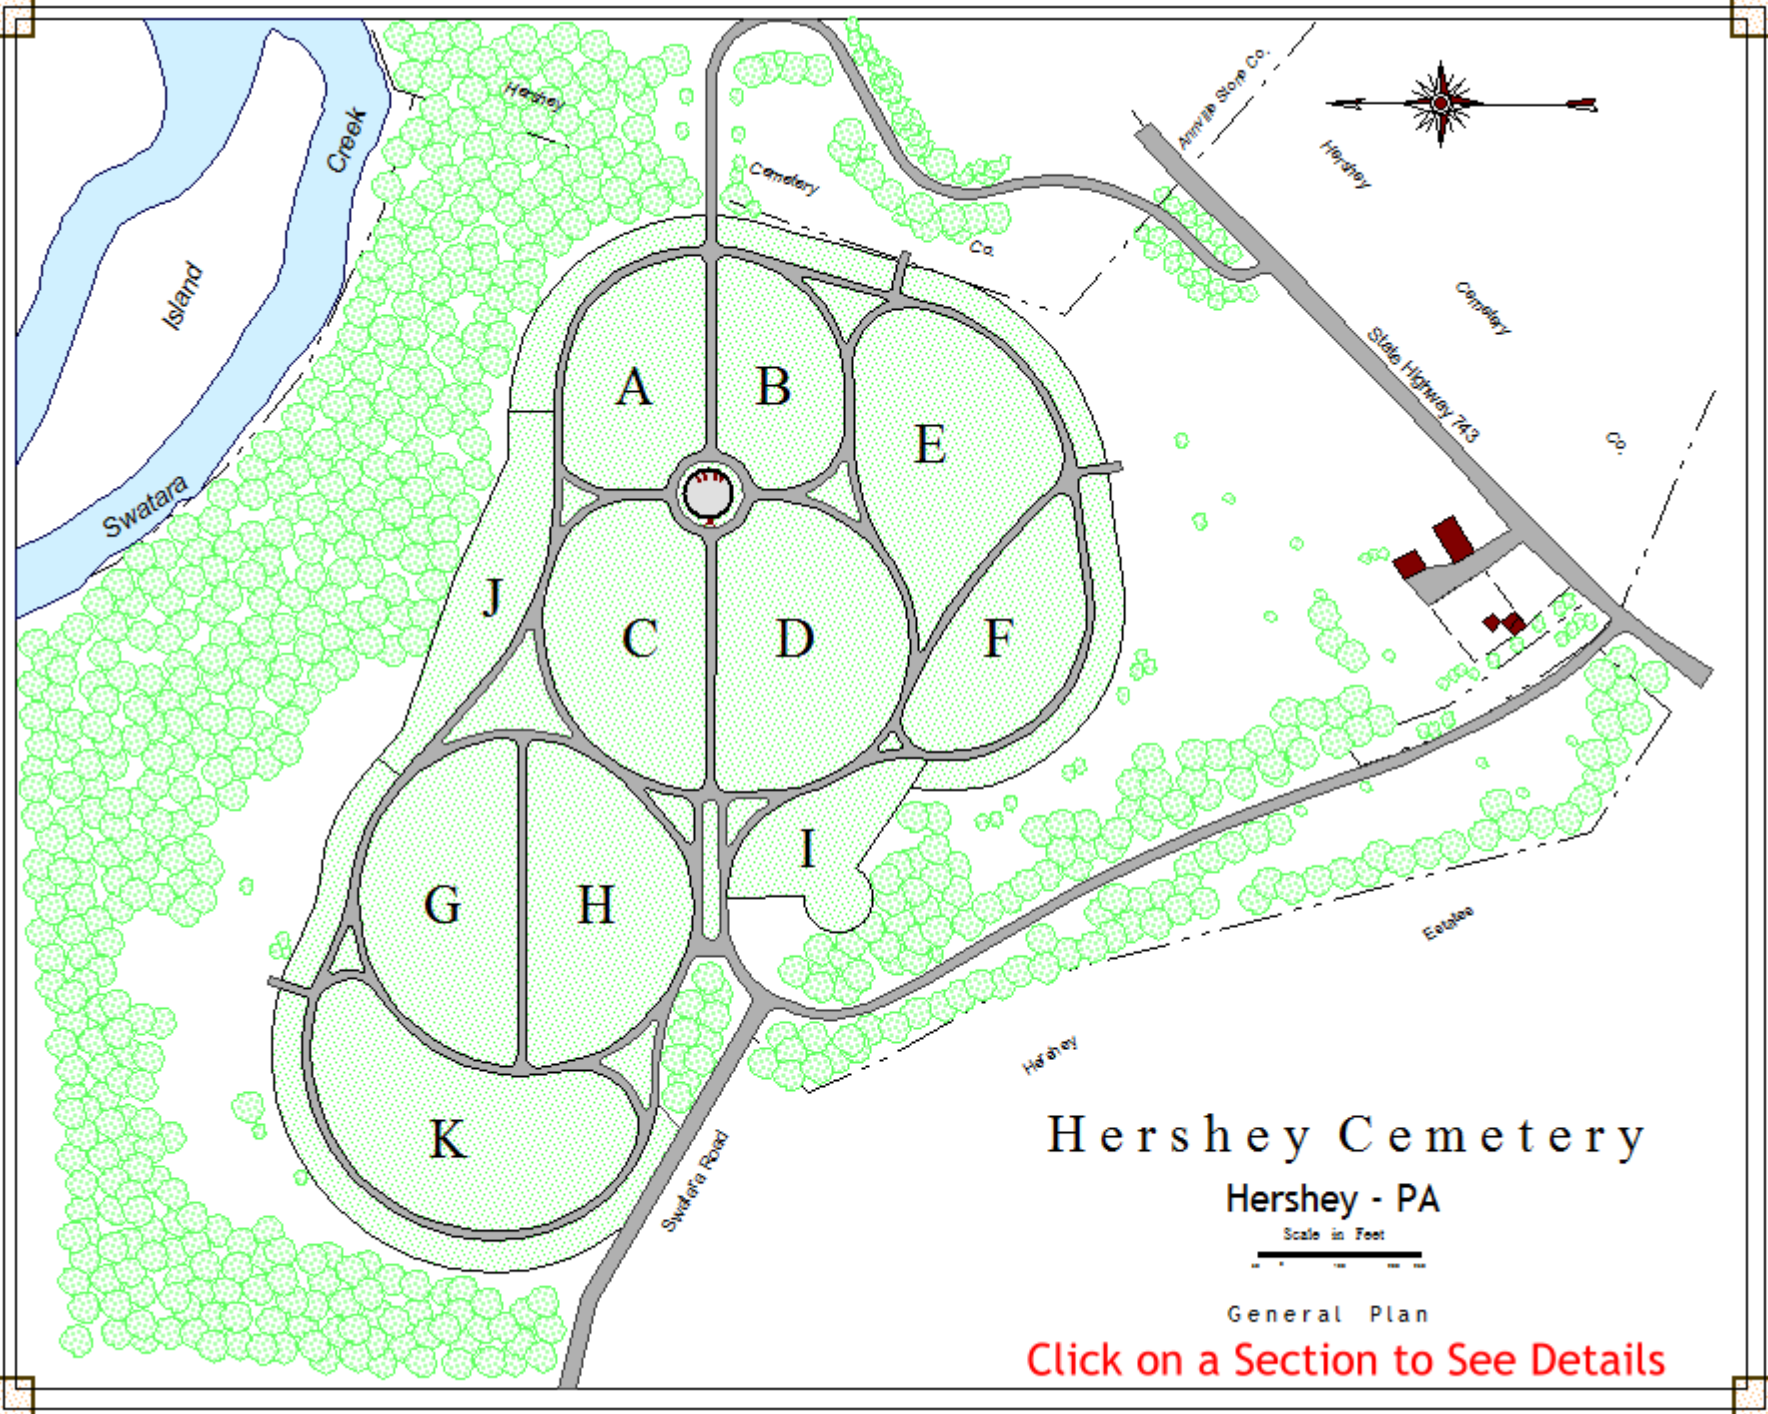 Hershey
Creek
Annville Stone Co.
Hershey
Cemetery
Co.
Island
Cemetery
State Highway 743
A
B
E
Co.
Swatara
J
C
D
F
I
G
H
Estates
Hershey
K
Swatara Road
Hershey Cemetery
Hershey - PA
Scale in Feet
General Plan
Click on a Section to See Details